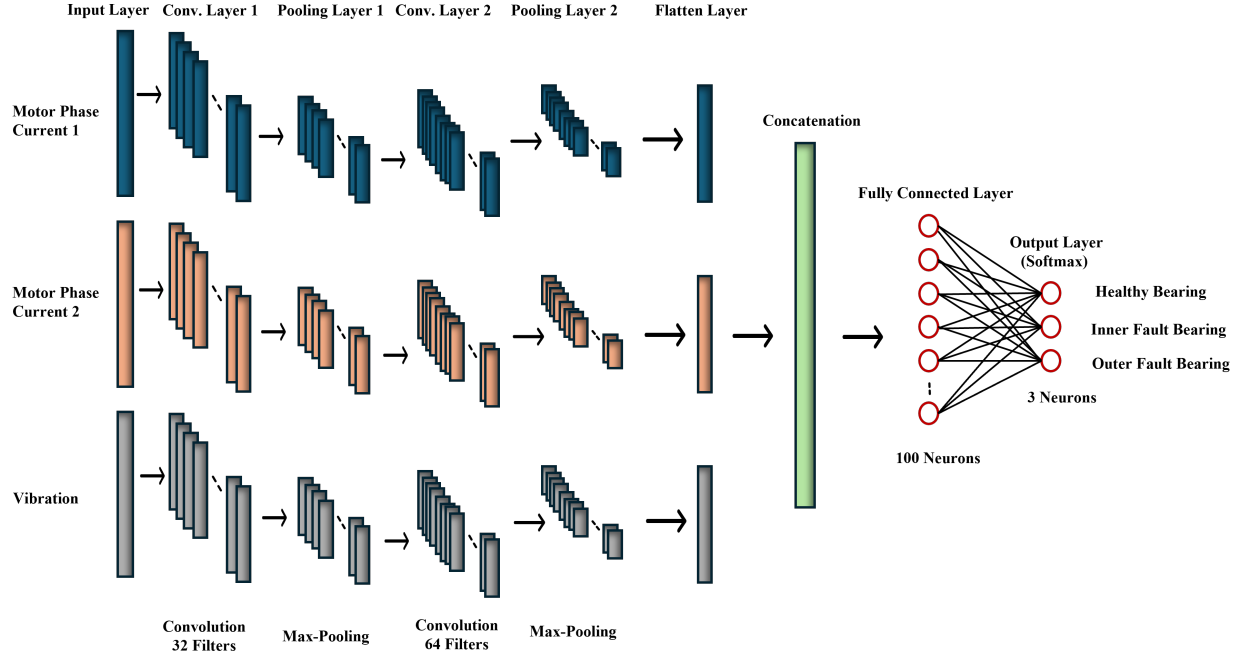 Input Layer
Conv. Layer 1
Pooling Layer 1
Conv. Layer 2
Pooling Layer 2
Flatten Layer
Motor Phase
Current 1
Motor Phase
Current 2
Vibration
Convolution
32 Filters
Max-Pooling
Convolution
64 Filters
Max-Pooling
Concatenation
Fully Connected Layer
100 Neurons
Output Layer
(Softmax)
Healthy Bearing
Inner Fault Bearing
Outer Fault Bearing
3 Neurons